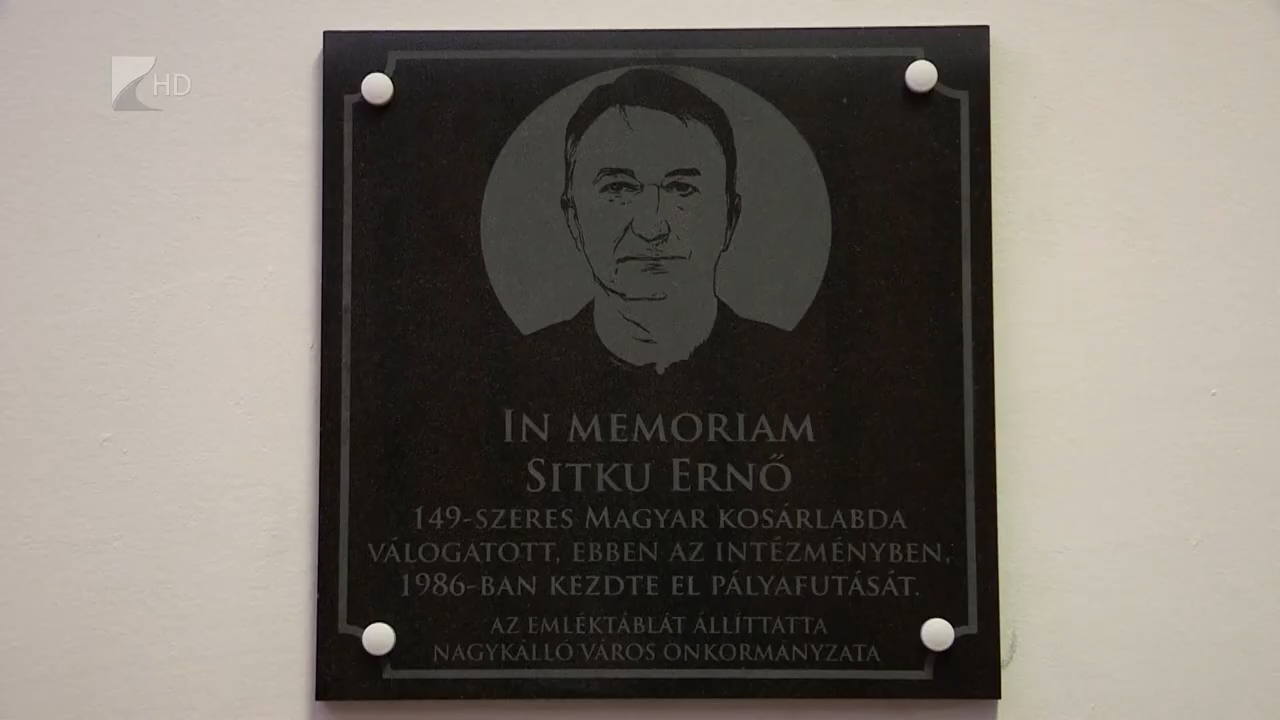 HD
In memoriam
Sitku Ernő
149-szeres Magyar kosárlabda
válogatott, ebben az intézményben,
1986-ban kezdte el pályafutását.
Az emléktáblát állíttatta
Nagykálló Város Önkormányzata